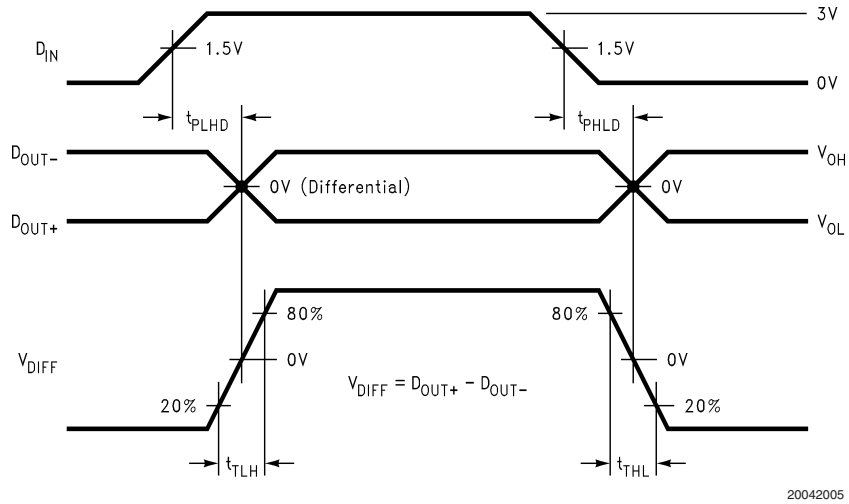 3V
D_IN 1.5V 1.5V
0V
t_PLHD t_PHLD
D_OUT- V_OH
0V (Differential) 0V
D_OUT+ V_OL
80% 80%
V_DIFF 0V 0V
V_DIFF = D_OUT+ - D_OUT-
20% 20%
t_TLH t_THL
20042005